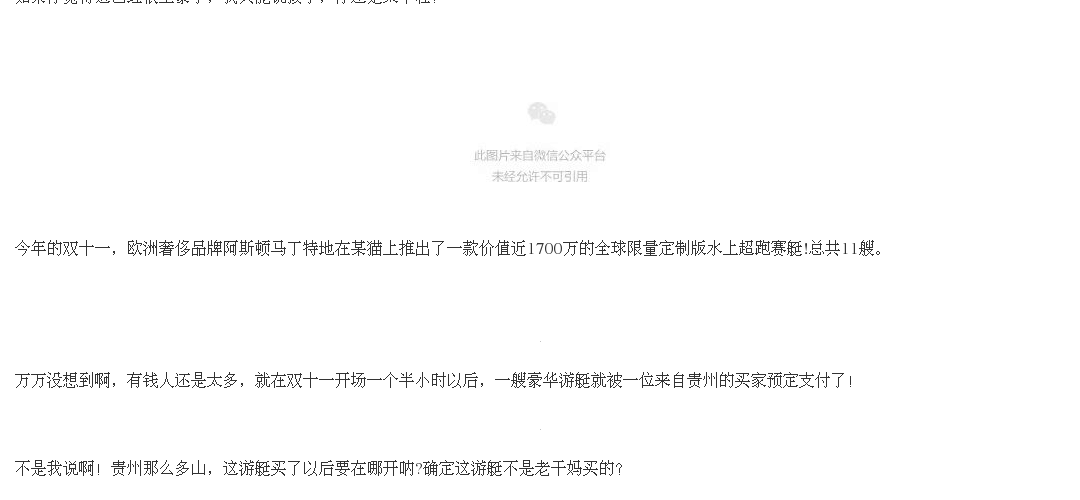 此图片来自微信公众平台
未经允许不可引用
今年的双十一，欧洲奢侈品牌阿斯顿马丁特地在某猫上推出了一款价值近1700万的全球限量定制版水上超跑赛艇!总共11艘。
万万没想到啊，有钱人还是太多，就在双十一开场一个半小时以后，一艘豪华游艇就被一位来自贵州的买家预定支付了!
不是我说啊! 贵州那么多山，这游艇买了以后要在哪开呐?确定这游艇不是老干妈买的?